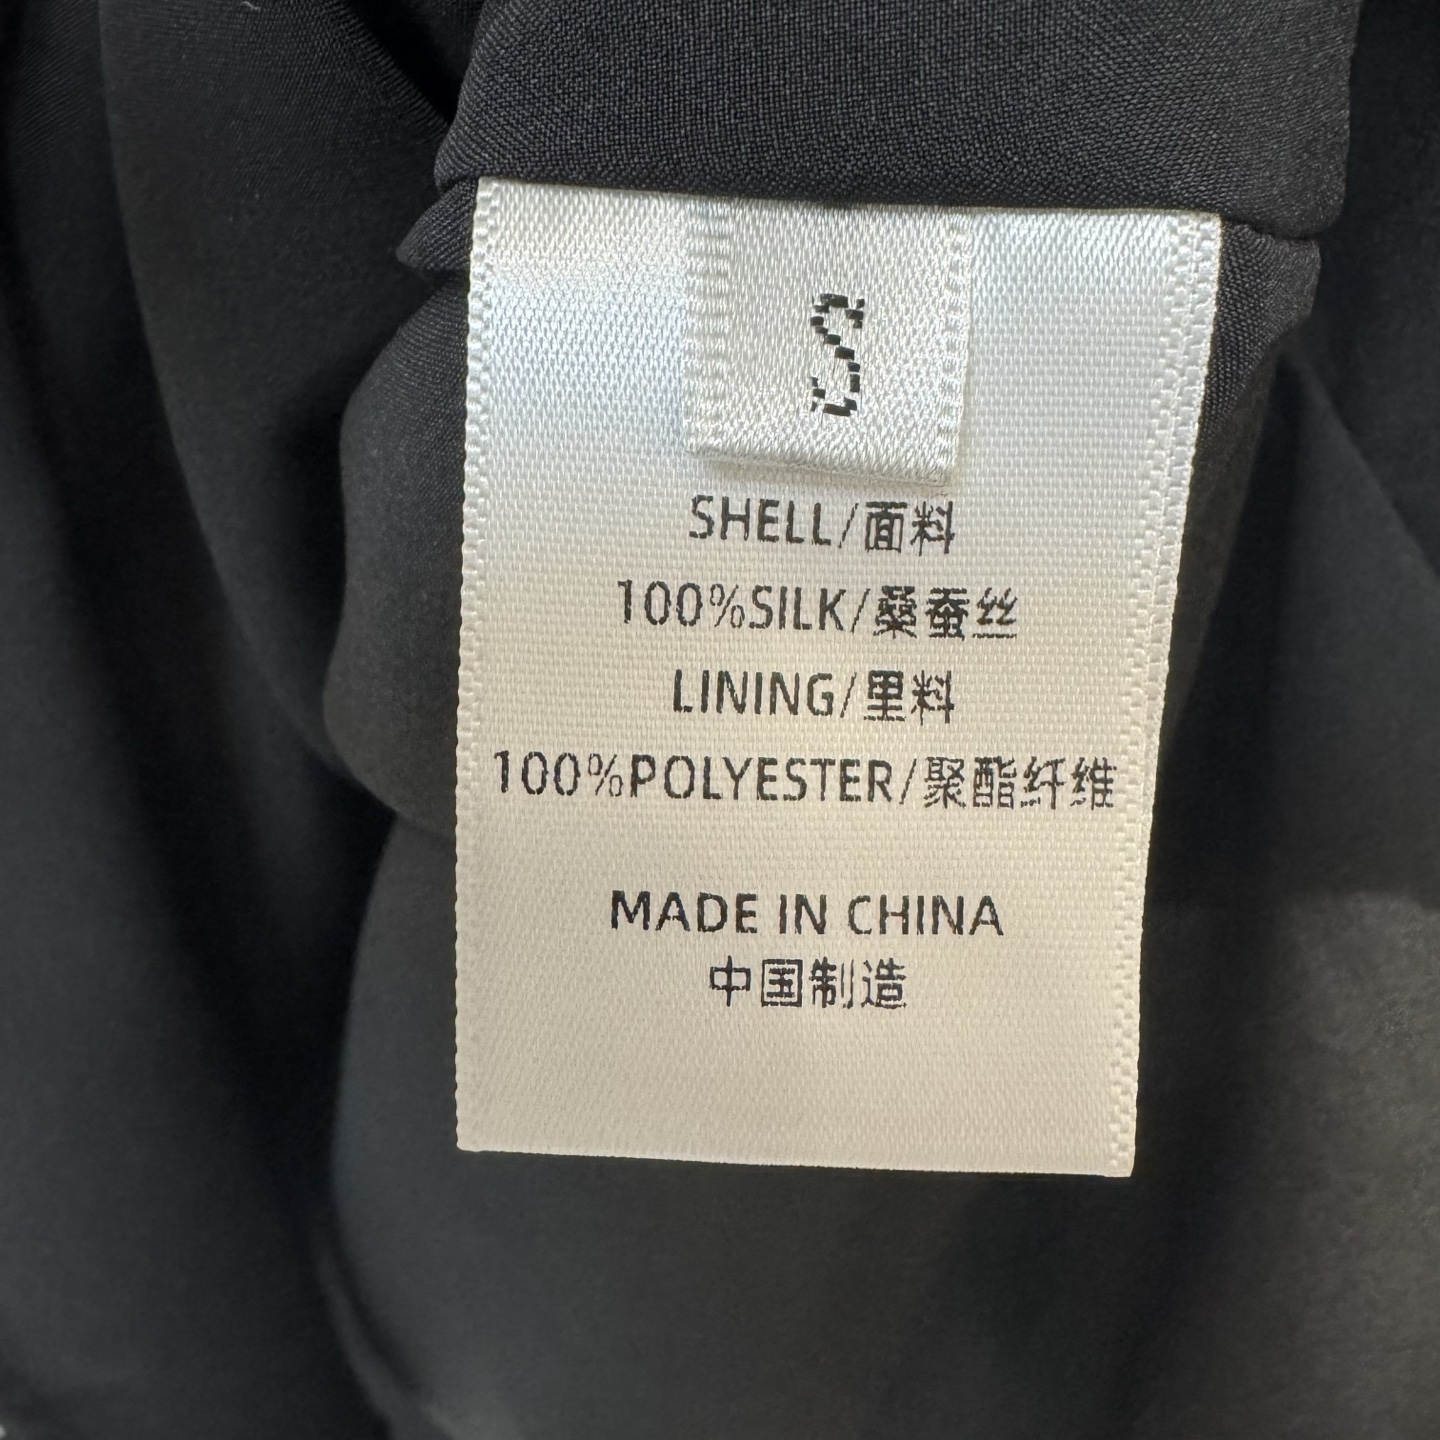 S
SHELL/面料
100%SILK/桑蚕丝
LINING/里料
100%POLYESTER/聚酯纤维
MADE IN CHINA
中国制造